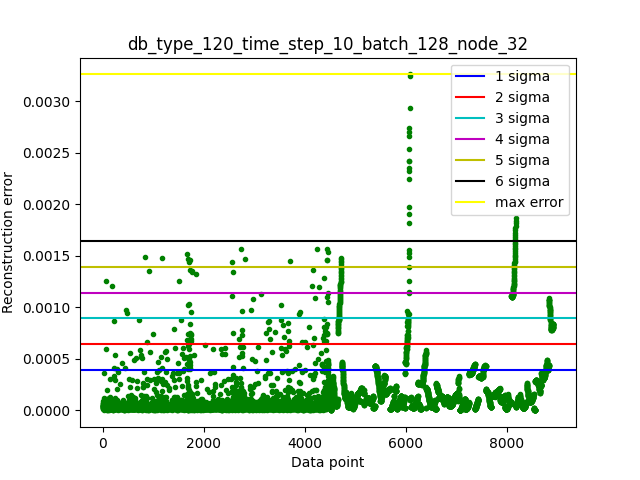 db_type_120_time_step_10_batch_128_node_32
Reconstruction error
0.0030
0.0025
0.0020
0.0015
0.0010
0.0005
0.0000
1 sigma
2 sigma
3 sigma
4 sigma
5 sigma
6 sigma
max error
0 2000 4000 6000 8000
Data point